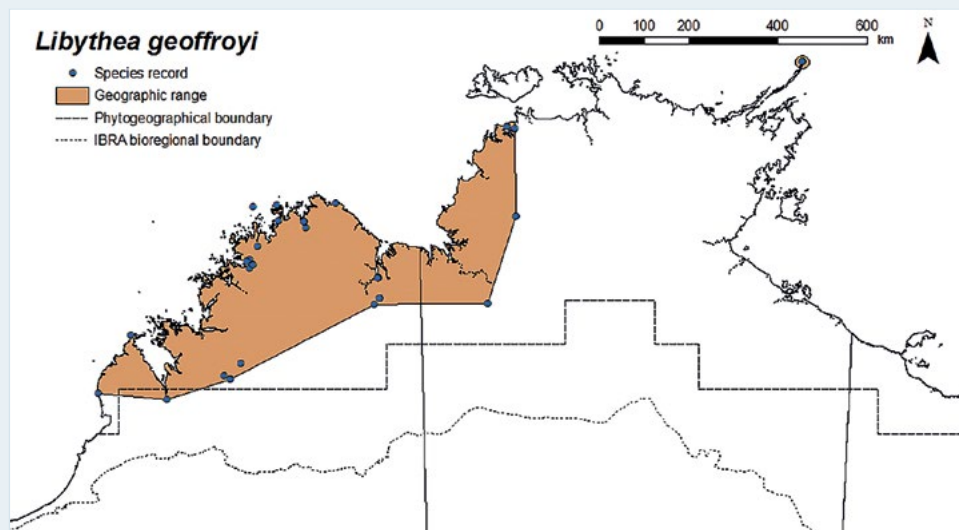 Libythea geoffroyi
Species record
Geographic range
Phytogeographical boundary
IBRA bioregional boundary
0 100 200 400 600
km
N